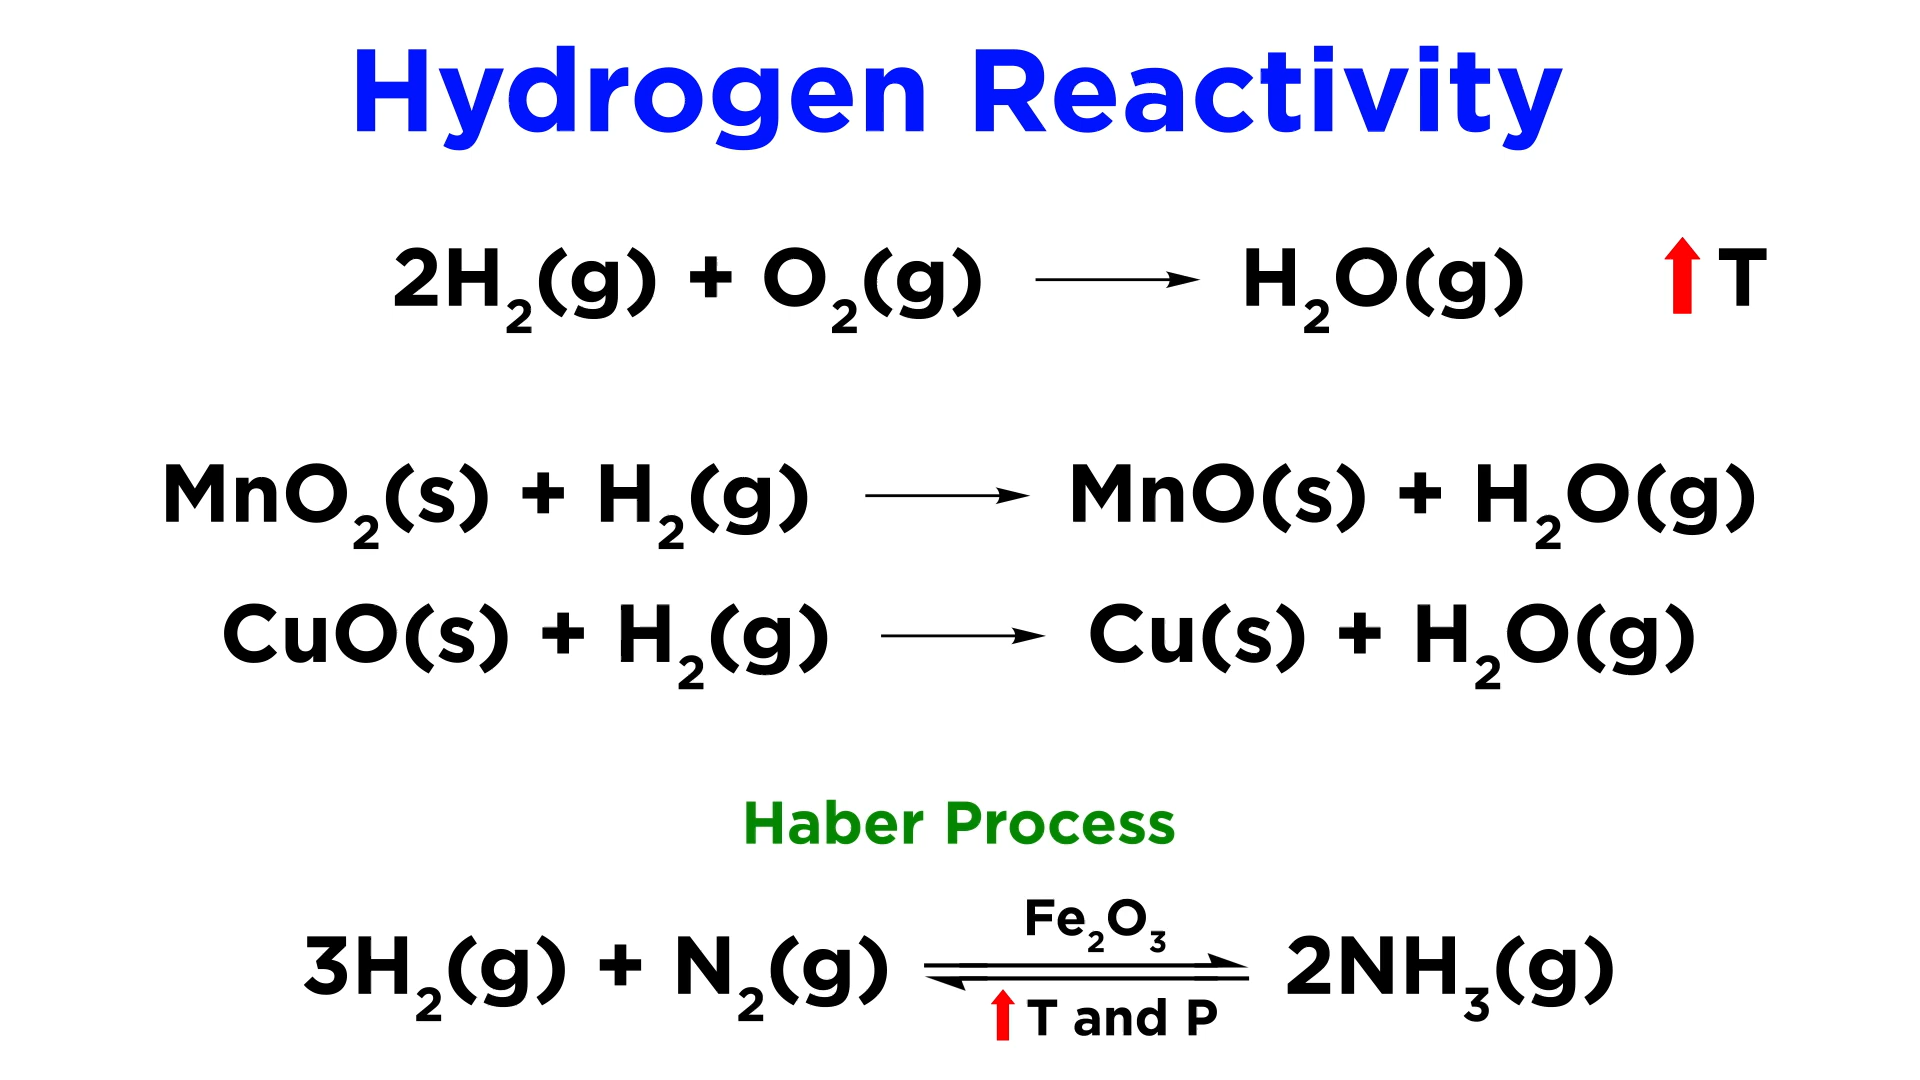 Hydrogen Reactivity
2H₂(g) + O₂(g) ⟶ H₂O(g) ⬆ T
MnO₂(s) + H₂(g) ⟶ MnO(s) + H₂O(g)
CuO(s) + H₂(g) ⟶ Cu(s) + H₂O(g)
Haber Process
Fe₂O₃
3H₂(g) + N₂(g) ⇌ 2NH₃(g)
⬆ T and P